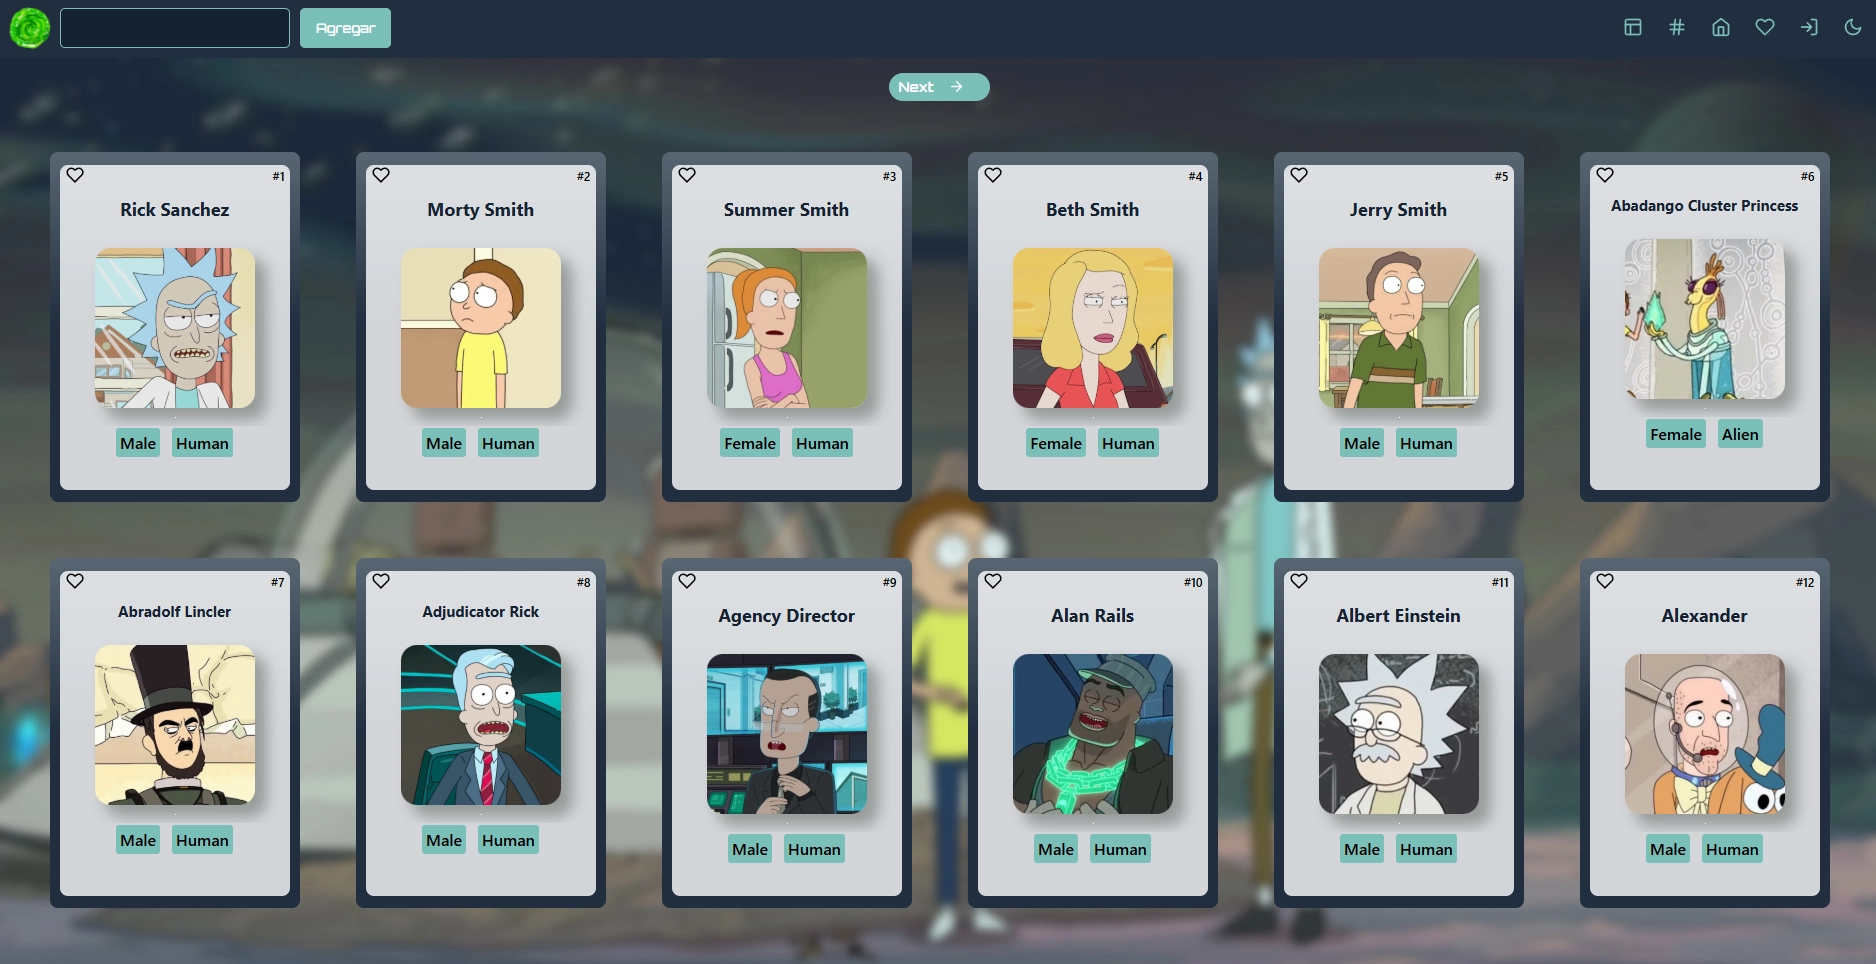 Agregar
Next
#1
Rick Sanchez
Male Human
#2
Morty Smith
Male Human
#3
Summer Smith
Female Human
#4
Beth Smith
Female Human
#5
Jerry Smith
Male Human
#6
Abadango Cluster Princess
Female Alien
#7
Abradolf Lincler
Male Human
#8
Adjudicator Rick
Male Human
#9
Agency Director
Male Human
#10
Alan Rails
Male Human
#11
Albert Einstein
Male Human
#12
Alexander
Male Human